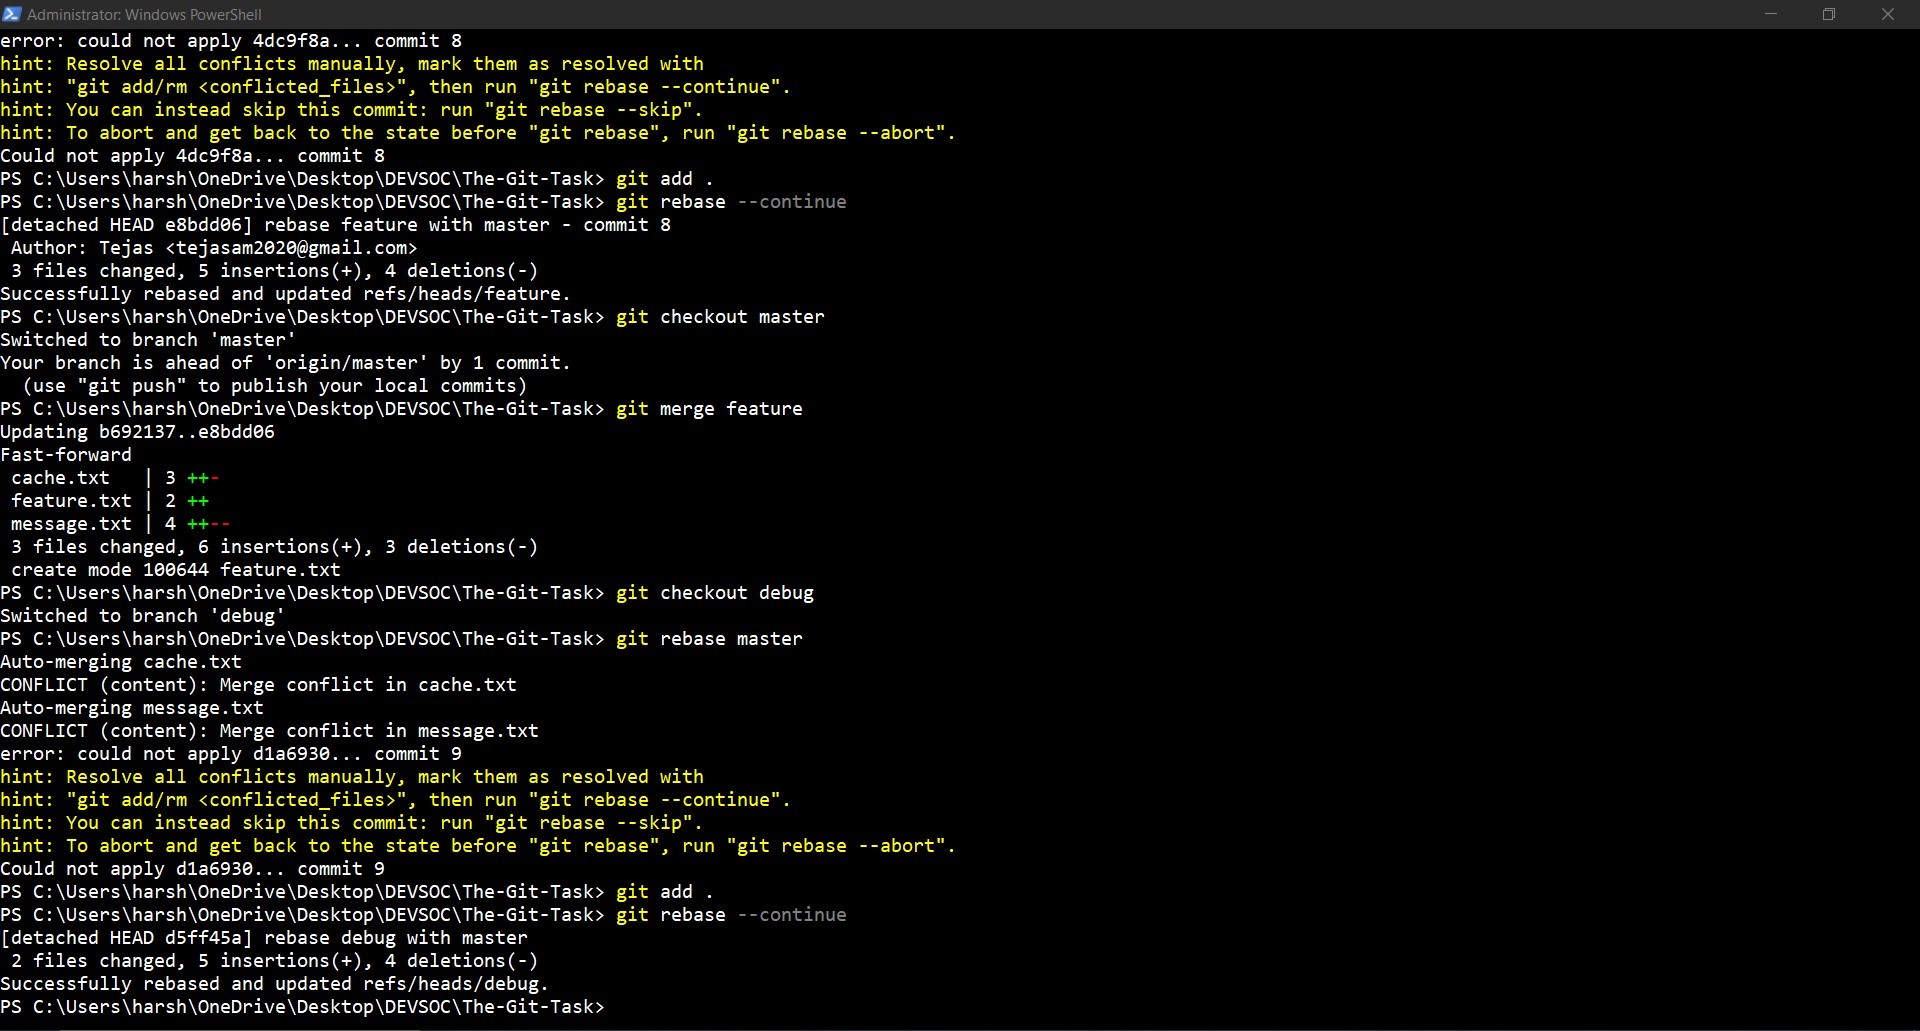 Administrator: Windows PowerShell
error: could not apply 4dc9f8a... commit 8
hint: Resolve all conflicts manually, mark them as resolved with
hint: "git add/rm <conflicted_files>", then run "git rebase --continue".
hint: You can instead skip this commit: run "git rebase --skip".
hint: To abort and get back to the state before "git rebase", run "git rebase --abort".
Could not apply 4dc9f8a... commit 8
PS C:\Users\harsh\OneDrive\Desktop\DEVSOC\The-Git-Task> git add .
PS C:\Users\harsh\OneDrive\Desktop\DEVSOC\The-Git-Task> git rebase --continue
[detached HEAD e8bdd06] rebase feature with master - commit 8
 Author: Tejas <tejasam2020@gmail.com>
 3 files changed, 5 insertions(+), 4 deletions(-)
Successfully rebased and updated refs/heads/feature.
PS C:\Users\harsh\OneDrive\Desktop\DEVSOC\The-Git-Task> git checkout master
Switched to branch 'master'
Your branch is ahead of 'origin/master' by 1 commit.
  (use "git push" to publish your local commits)
PS C:\Users\harsh\OneDrive\Desktop\DEVSOC\The-Git-Task> git merge feature
Updating b692137..e8bdd06
Fast-forward
 cache.txt   | 3 ++-
 feature.txt | 2 ++
 message.txt | 4 ++--
 3 files changed, 6 insertions(+), 3 deletions(-)
 create mode 100644 feature.txt
PS C:\Users\harsh\OneDrive\Desktop\DEVSOC\The-Git-Task> git checkout debug
Switched to branch 'debug'
PS C:\Users\harsh\OneDrive\Desktop\DEVSOC\The-Git-Task> git rebase master
Auto-merging cache.txt
CONFLICT (content): Merge conflict in cache.txt
Auto-merging message.txt
CONFLICT (content): Merge conflict in message.txt
error: could not apply d1a6930... commit 9
hint: Resolve all conflicts manually, mark them as resolved with
hint: "git add/rm <conflicted_files>", then run "git rebase --continue".
hint: You can instead skip this commit: run "git rebase --skip".
hint: To abort and get back to the state before "git rebase", run "git rebase --abort".
Could not apply d1a6930... commit 9
PS C:\Users\harsh\OneDrive\Desktop\DEVSOC\The-Git-Task> git add .
PS C:\Users\harsh\OneDrive\Desktop\DEVSOC\The-Git-Task> git rebase --continue
[detached HEAD d5ff45a] rebase debug with master
 2 files changed, 5 insertions(+), 4 deletions(-)
Successfully rebased and updated refs/heads/debug.
PS C:\Users\harsh\OneDrive\Desktop\DEVSOC\The-Git-Task>